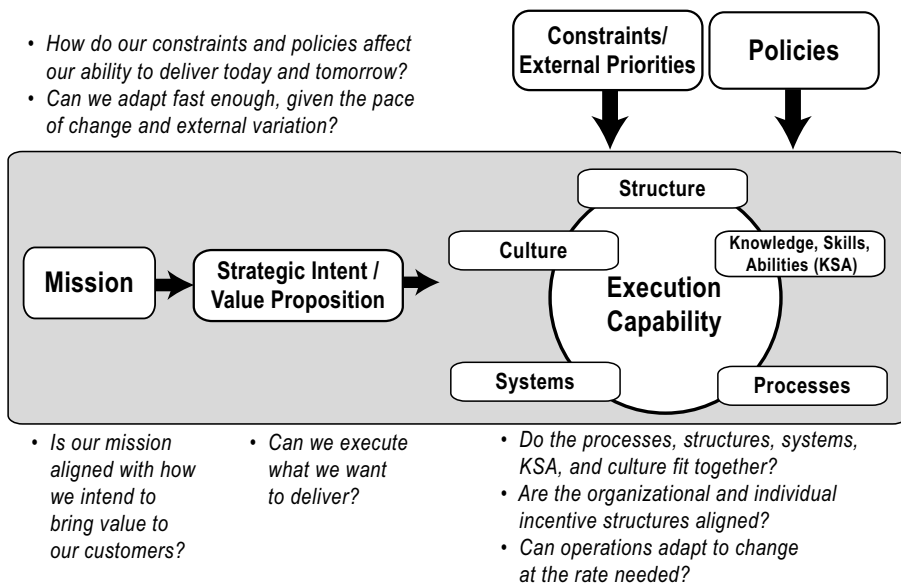 • How do our constraints and policies affect
our ability to deliver today and tomorrow?
• Can we adapt fast enough, given the pace
of change and external variation?
Constraints/
External Priorities
Policies
Structure
Culture
Knowledge, Skills,
Abilities (KSA)
Mission
Strategic Intent /
Value Proposition
Execution
Capability
Systems
Processes
• Is our mission
aligned with how
we intend to
bring value to
our customers?
• Can we execute
what we want
to deliver?
• Do the processes, structures, systems,
KSA, and culture fit together?
• Are the organizational and individual
incentive structures aligned?
• Can operations adapt to change
at the rate needed?